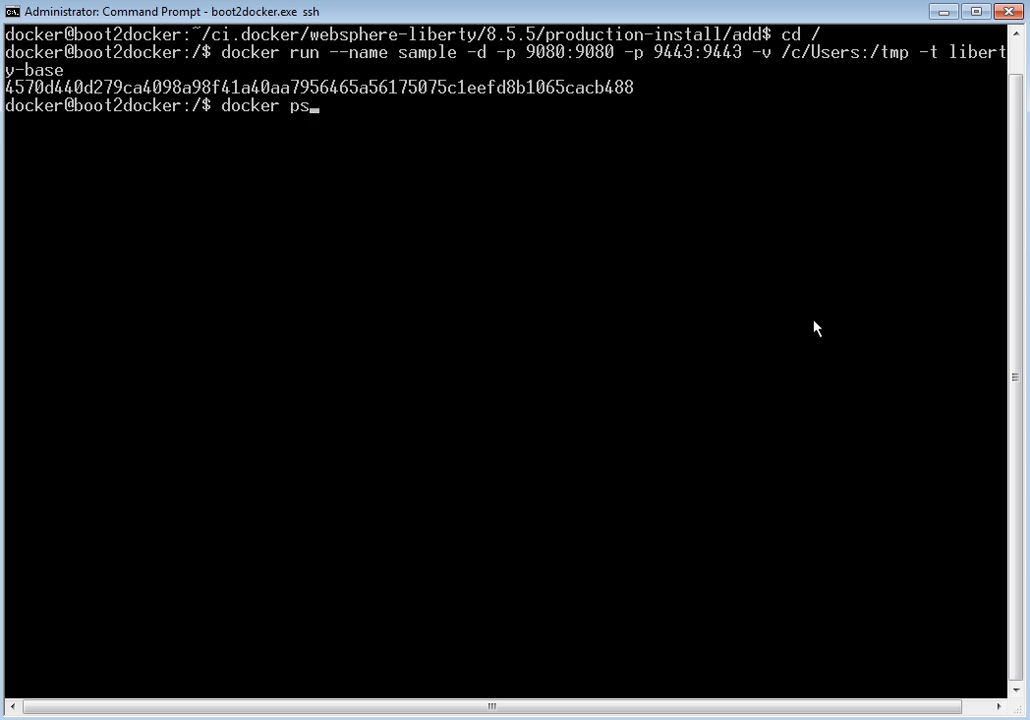 Administrator: Command Prompt - boot2docker.exe ssh
docker@boot2docker:~/ci.docker/websphere-liberty/8.5.5/production-install/add$ cd /
docker@boot2docker:/$ docker run --name sample -d -p 9080:9080 -p 9443:9443 -v /c/Users:/tmp -t libert
y-base
4570d440d279ca4098a98f41a40aa7956465a56175075c1eefd8b1065cacb488
docker@boot2docker:/$ docker ps